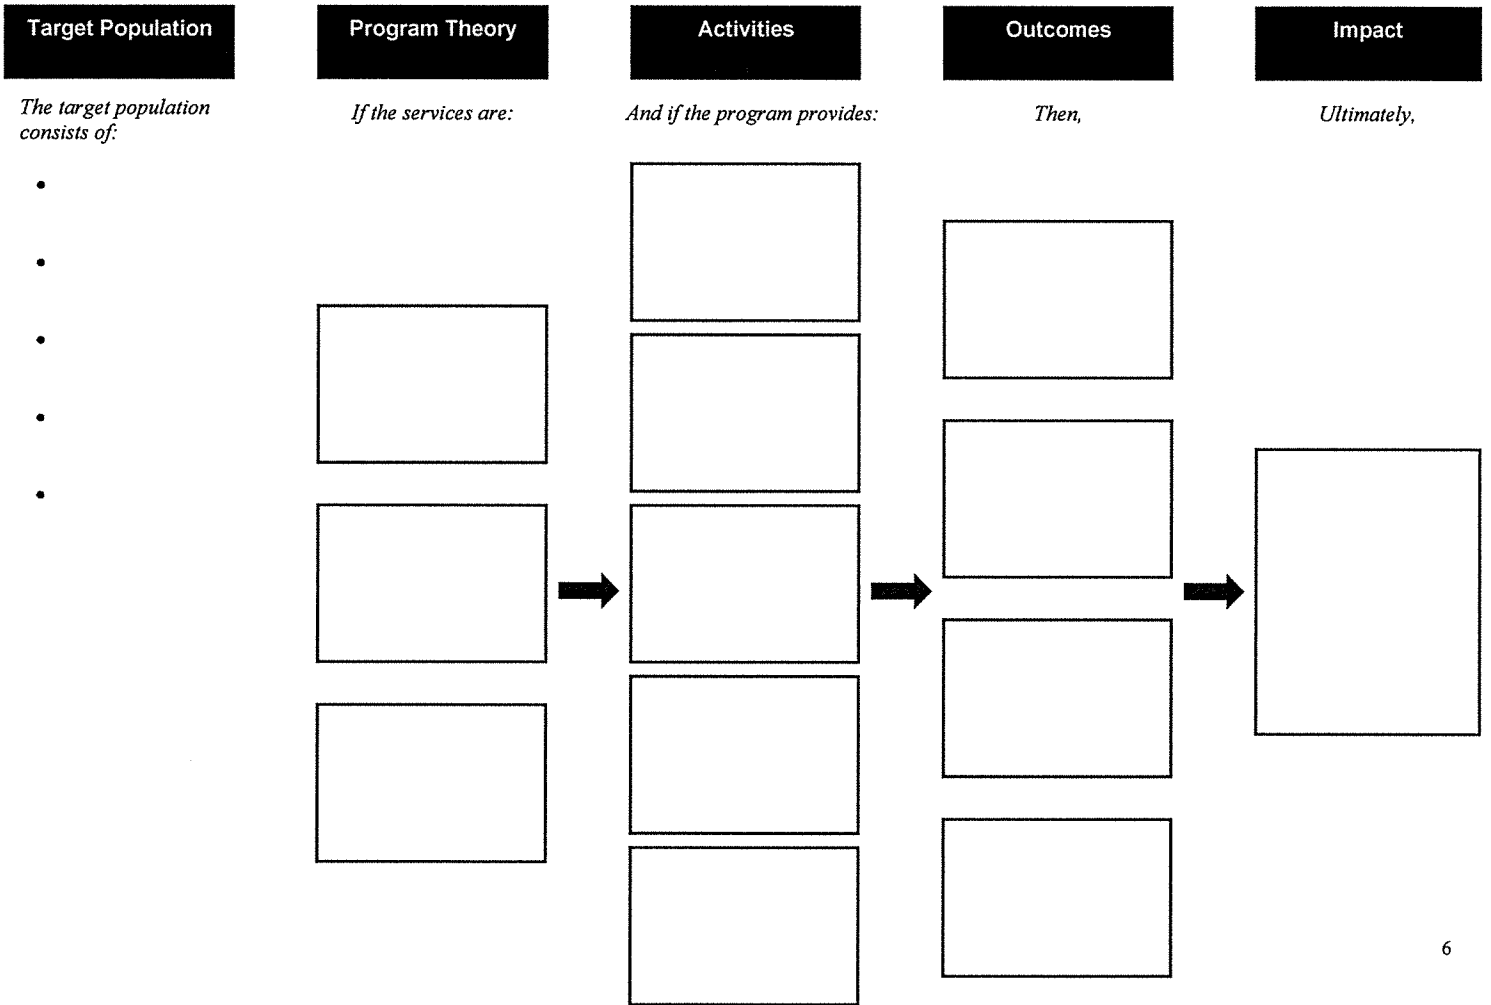 Target Population
Program Theory
Activities
Outcomes
Impact
The target population
consists of:
If the services are:
And if the program provides:
Then,
Ultimately,
•
•
•
•
•
6